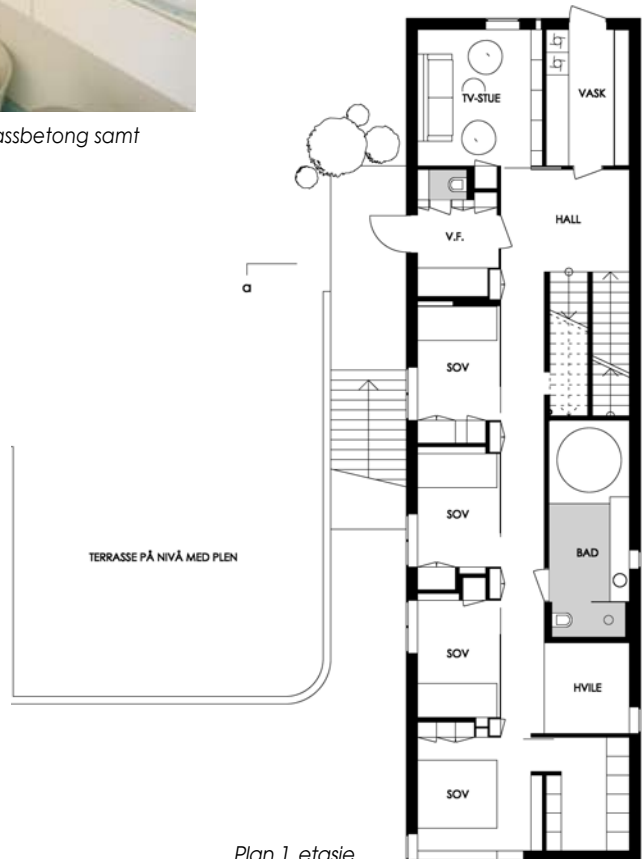 assbetong samt
TV-STUE
VASK
V.F.
HALL
a
SOV
SOV
TERRASSE PÅ NIVÅ MED PLEN
BAD
SOV
HVILE
SOV
Plan 1. etasje